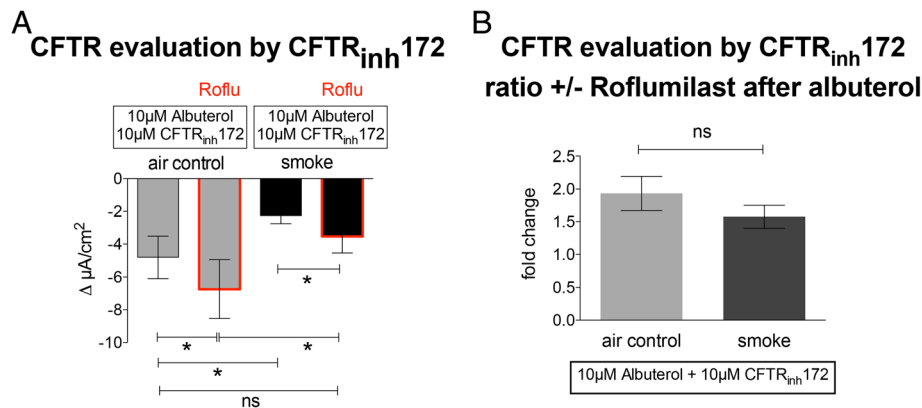 A
CFTR evaluation by CFTRinh172
Roflu
Roflu
10µM Albuterol
10µM CFTRinh172
10µM Albuterol
10µM CFTRinh172
air control
smoke
0
-2
-4
-6
-8
-10
Δ µA/cm²
*
*
*
*
ns
B
CFTR evaluation by CFTRinh172
ratio +/- Roflumilast after albuterol
ns
2.5
2.0
1.5
1.0
0.5
0.0
fold change
air control
smoke
10µM Albuterol + 10µM CFTRinh172